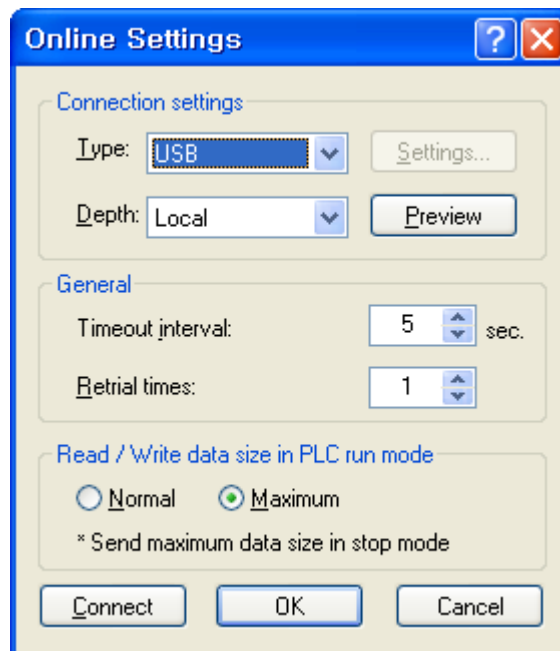 Online Settings
Connection settings
Type: USB Settings...
Depth: Local Preview
General
Timeout interval: 5 sec.
Retrial times: 1
Read / Write data size in PLC run mode
Normal Maximum
* Send maximum data size in stop mode
Connect OK Cancel